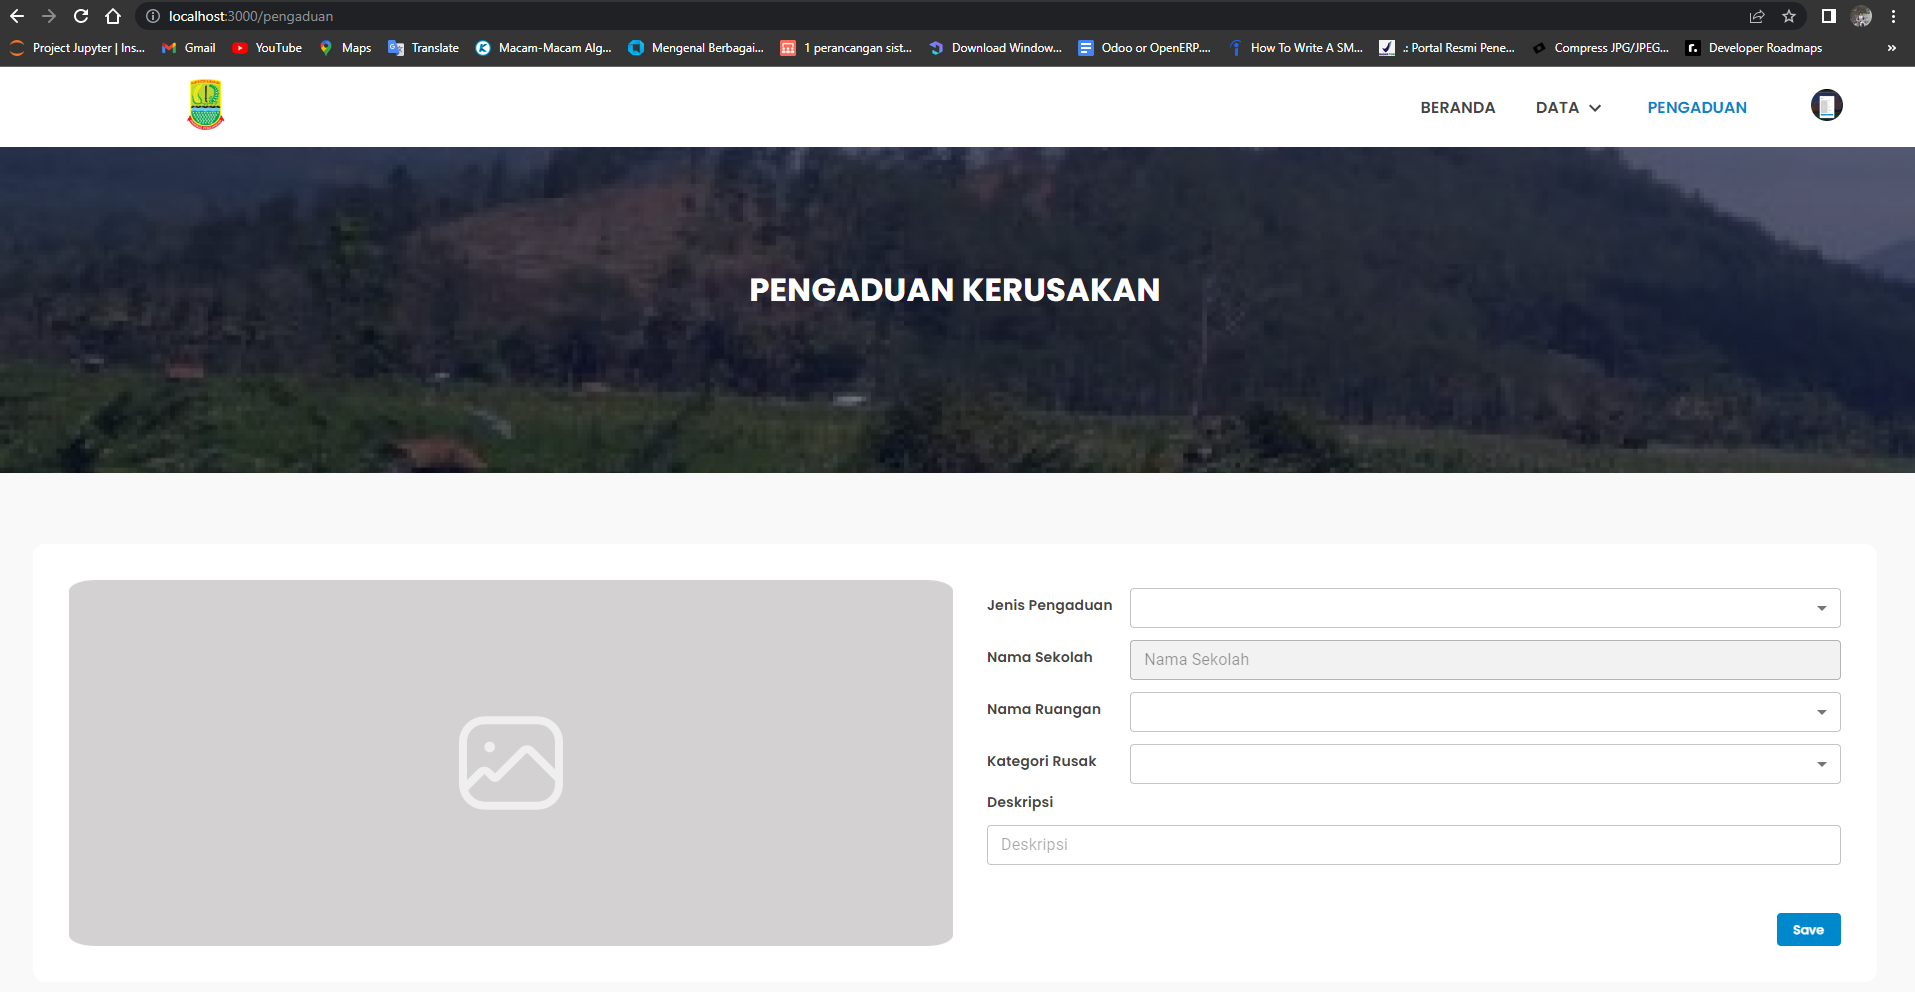 localhost:3000/pengaduan
Project Jupyter | Ins... Gmail YouTube Maps Translate Macam-Macam Alg... Mengenal Berbagai... 1 perancangan sist... Download Window... Odoo or OpenERP.... How To Write A SM... .: Portal Resmi Pene... Compress JPG/JPEG... Developer Roadmaps »
BERANDA DATA PENGADUAN
PENGADUAN KERUSAKAN
Jenis Pengaduan
Nama Sekolah Nama Sekolah
Nama Ruangan
Kategori Rusak
Deskripsi
Deskripsi
Save